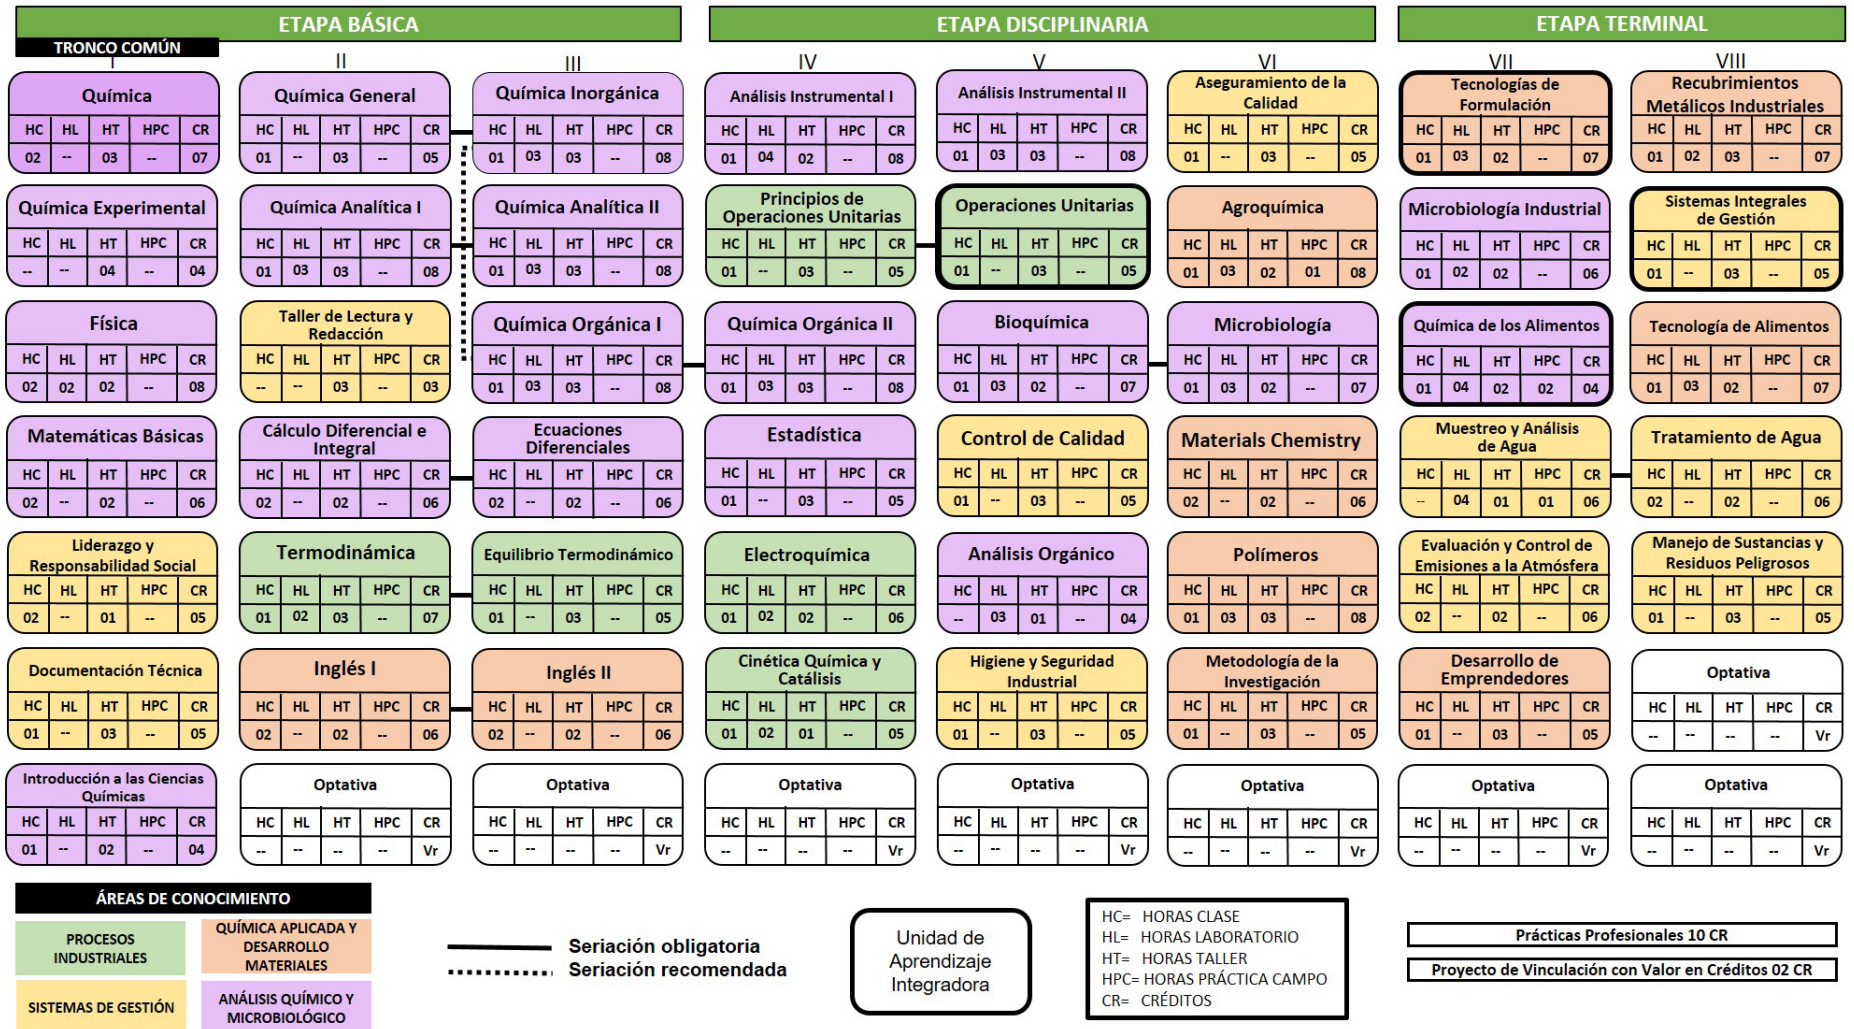 ETAPA BÁSICA ETAPA DISCIPLINARIA ETAPA TERMINAL
TRONCO COMÚN
I II III IV V VI VII VIII
Química
HC HL HT HPC CR
02 -- 03 -- 07
Química General
HC HL HT HPC CR
01 -- 03 -- 05
Química Inorgánica
HC HL HT HPC CR
01 03 03 -- 08
Análisis Instrumental I
HC HL HT HPC CR
01 04 02 -- 08
Análisis Instrumental II
HC HL HT HPC CR
01 03 03 -- 08
Aseguramiento de la
Calidad
HC HL HT HPC CR
01 -- 03 -- 05
Tecnologías de
Formulación
HC HL HT HPC CR
01 03 02 -- 07
Recubrimientos
Metálicos Industriales
HC HL HT HPC CR
01 02 03 -- 07
Química Experimental
HC HL HT HPC CR
-- -- 04 -- 04
Química Analítica I
HC HL HT HPC CR
01 03 03 -- 08
Química Analítica II
HC HL HT HPC CR
01 03 03 -- 08
Principios de
Operaciones Unitarias
HC HL HT HPC CR
01 -- 03 -- 05
Operaciones Unitarias
HC HL HT HPC CR
01 -- 03 -- 05
Agroquímica
HC HL HT HPC CR
01 03 02 01 08
Microbiología Industrial
HC HL HT HPC CR
01 02 02 -- 06
Sistemas Integrales
de Gestión
HC HL HT HPC CR
01 -- 03 -- 05
Física
HC HL HT HPC CR
02 02 02 -- 08
Taller de Lectura y
Redacción
HC HL HT HPC CR
-- -- 03 -- 03
Química Orgánica I
HC HL HT HPC CR
01 03 03 -- 08
Química Orgánica II
HC HL HT HPC CR
01 03 03 -- 08
Bioquímica
HC HL HT HPC CR
01 03 02 -- 07
Microbiología
HC HL HT HPC CR
01 03 02 -- 07
Química de los Alimentos
HC HL HT HPC CR
01 04 02 02 04
Tecnología de Alimentos
HC HL HT HPC CR
01 03 02 -- 07
Matemáticas Básicas
HC HL HT HPC CR
02 -- 02 -- 06
Cálculo Diferencial e
Integral
HC HL HT HPC CR
02 -- 02 -- 06
Ecuaciones
Diferenciales
HC HL HT HPC CR
02 -- 02 -- 06
Estadística
HC HL HT HPC CR
01 -- 03 -- 05
Control de Calidad
HC HL HT HPC CR
01 -- 03 -- 05
Materials Chemistry
HC HL HT HPC CR
02 -- 02 -- 06
Muestreo y Análisis
de Agua
HC HL HT HPC CR
-- 04 01 01 06
Tratamiento de Agua
HC HL HT HPC CR
02 -- 02 -- 06
Liderazgo y
Responsabilidad Social
HC HL HT HPC CR
02 -- 01 -- 05
Termodinámica
HC HL HT HPC CR
01 02 03 -- 07
Equilibrio Termodinámico
HC HL HT HPC CR
01 -- 03 -- 05
Electroquímica
HC HL HT HPC CR
01 02 02 -- 06
Análisis Orgánico
HC HL HT HPC CR
-- 03 01 -- 04
Polímeros
HC HL HT HPC CR
01 03 03 -- 08
Evaluación y Control de
Emisiones a la Atmósfera
HC HL HT HPC CR
02 -- 02 -- 06
Manejo de Sustancias y
Residuos Peligrosos
HC HL HT HPC CR
01 -- 03 -- 05
Documentación Técnica
HC HL HT HPC CR
01 -- 03 -- 05
Inglés I
HC HL HT HPC CR
02 -- 02 -- 06
Inglés II
HC HL HT HPC CR
02 -- 02 -- 06
Cinética Química y
Catálisis
HC HL HT HPC CR
01 02 01 -- 05
Higiene y Seguridad
Industrial
HC HL HT HPC CR
01 -- 03 -- 05
Metodología de la
Investigación
HC HL HT HPC CR
01 -- 03 -- 05
Desarrollo de
Emprendedores
HC HL HT HPC CR
01 -- 03 -- 05
Optativa
HC HL HT HPC CR
-- -- -- -- Vr
Introducción a las Ciencias
Químicas
HC HL HT HPC CR
01 -- 02 -- 04
Optativa
HC HL HT HPC CR
-- -- -- -- Vr
Optativa
HC HL HT HPC CR
-- -- -- -- Vr
Optativa
HC HL HT HPC CR
-- -- -- -- Vr
Optativa
HC HL HT HPC CR
-- -- -- -- Vr
Optativa
HC HL HT HPC CR
-- -- -- -- Vr
Optativa
HC HL HT HPC CR
-- -- -- -- Vr
Optativa
HC HL HT HPC CR
-- -- -- -- Vr
ÁREAS DE CONOCIMIENTO
PROCESOS
INDUSTRIALES
QUÍMICA APLICADA Y
DESARROLLO
MATERIALES
SISTEMAS DE GESTIÓN
ANÁLISIS QUÍMICO Y
MICROBIOLÓGICO
Seriación obligatoria
Seriación recomendada
Unidad de
Aprendizaje
Integradora
HC= HORAS CLASE
HL= HORAS LABORATORIO
HT= HORAS TALLER
HPC= HORAS PRÁCTICA CAMPO
CR= CRÉDITOS
Prácticas Profesionales 10 CR
Proyecto de Vinculación con Valor en Créditos 02 CR